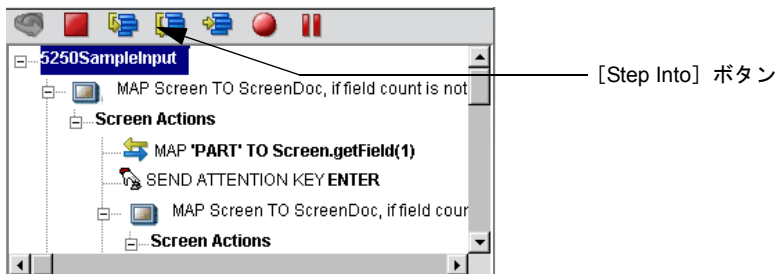 5250SampleInput
[Step Into] ボタン
MAP Screen TO ScreenDoc, if field count is not
Screen Actions
MAP 'PART' TO Screen.getField(1)
SEND ATTENTION KEY ENTER
MAP Screen TO ScreenDoc, if field cour
Screen Actions